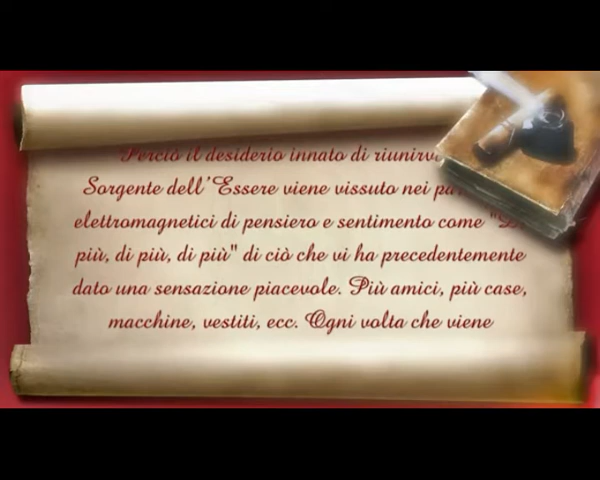 Perciò il desiderio innato di
Sorgente dell'Essere viene vissuto nei
elettromagnetici di pensiero e sentimento come
più, di più, di più" di ciò che vi ha precedentemente
dato una sensazione piacevole. Più amici, più case,
macchine, vestiti, ecc. Ogni volta che viene